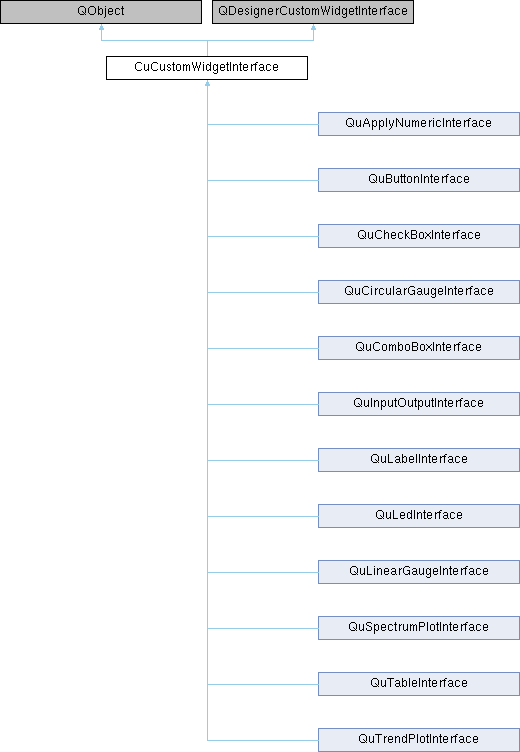 QObject
QDesignerCustomWidgetInterface
CuCustomWidgetInterface
QuApplyNumericInterface
QuButtonInterface
QuCheckBoxInterface
QuCircularGaugeInterface
QuComboBoxInterface
QuInputOutputInterface
QuLabelInterface
QuLedInterface
QuLinearGaugeInterface
QuSpectrumPlotInterface
QuTableInterface
QuTrendPlotInterface